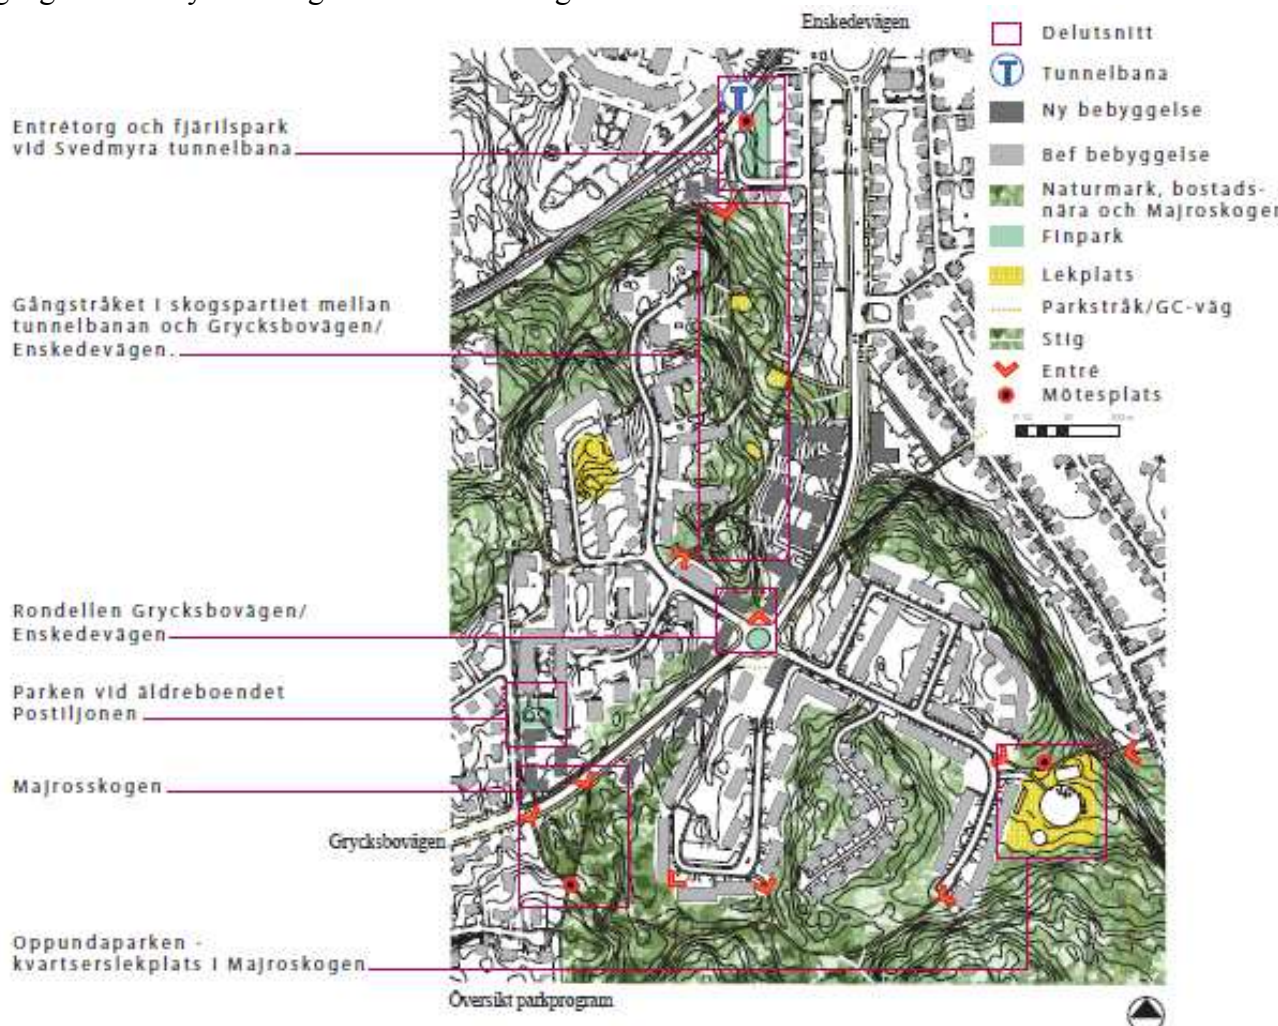 Enskedevägen
Delutsnitt
Tunnelbana
Ny bebyggelse
Bef bebyggelse
Naturmark, bostads-
nära och Majroskogen
Finpark
Lekplats
Parkstråk/GC-väg
Stig
Entré
Mötesplats
Entrétorg och fjärilspark
vid Svedmyra tunnelbana
Gångstråket i skogspartiet mellan
tunnelbanan och Grycksbovägen/
Enskedevägen.
Rondellen Grycksbovägen/
Enskedevägen
Parken vid äldreboendet
Postiljonen
Majrosskogen
Grycksbovägen
Oppundaparken -
kvartserslekplats i Majroskogen
Översikt parkprogram